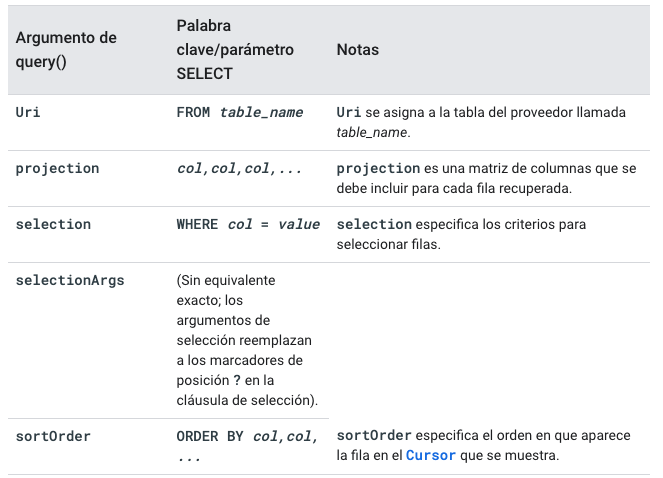 Argumento de
query()
Palabra
clave/parámetro
SELECT
Notas
Uri
FROM table_name
Uri se asigna a la tabla del proveedor llamada
table_name.
projection
col,col,col,...
projection es una matriz de columnas que se
debe incluir para cada fila recuperada.
selection
WHERE col = value
selection especifica los criterios para
seleccionar filas.
selectionArgs
(Sin equivalente
exacto; los
argumentos de
selección reemplazan
a los marcadores de
posición ? en la
cláusula de selección).
sortOrder
ORDER BY col,col,
...
sortOrder especifica el orden en que aparece
la fila en el Cursor que se muestra.